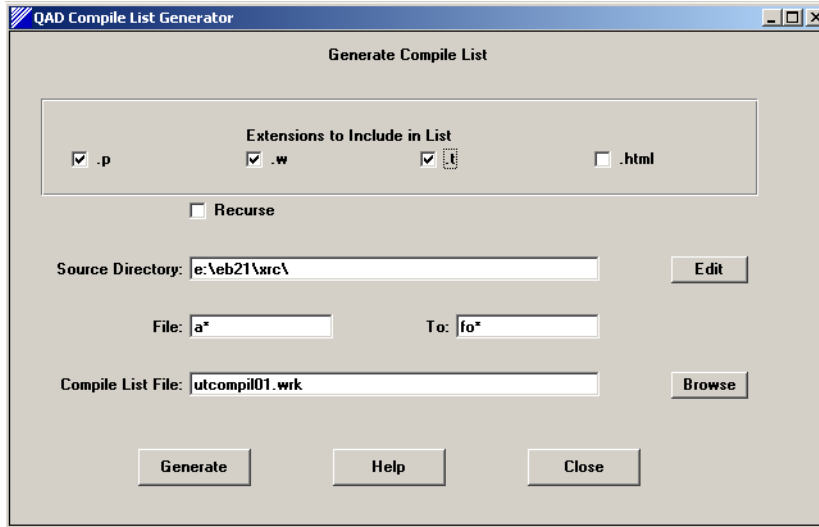 QAD Compile List Generator
Generate Compile List
Extensions to Include in List
.p .w .t .html
Recurse
Source Directory: e:\eb21\xrc\ Edit
File: a* To: fo*
Compile List File: utcompil01.wrk Browse
Generate Help Close